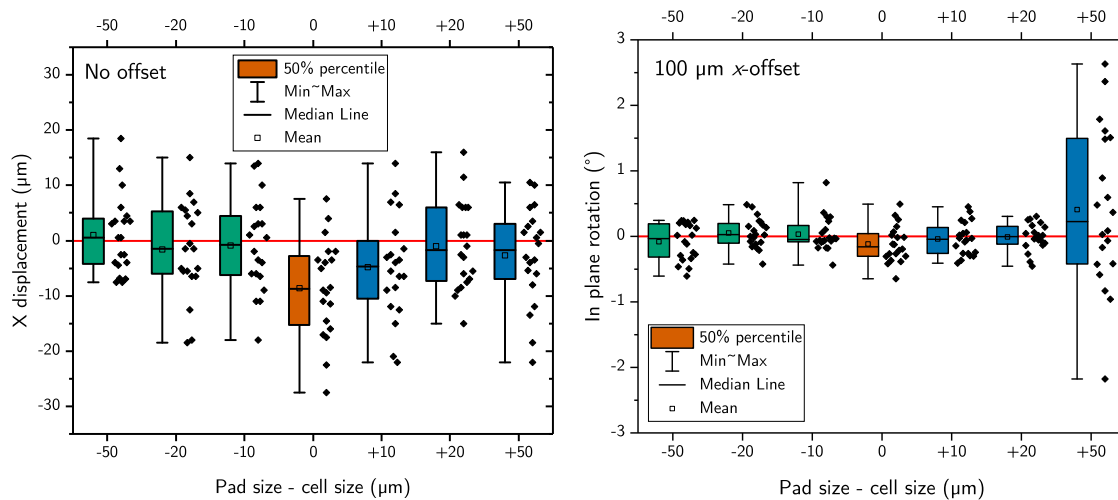 -50 -20 -10 0 +10 +20 +50
No offset
50% percentile
Min~Max
Median Line
Mean
30
20
10
0
-10
-20
-30
X displacement (μm)
-50 -20 -10 0 +10 +20 +50
Pad size - cell size (μm)
-50 -20 -10 0 +10 +20 +50
100 μm x-offset
3
2
1
0
-1
-2
-3
In plane rotation (°)
50% percentile
Min~Max
Median Line
Mean
-50 -20 -10 0 +10 +20 +50
Pad size - cell size (μm)